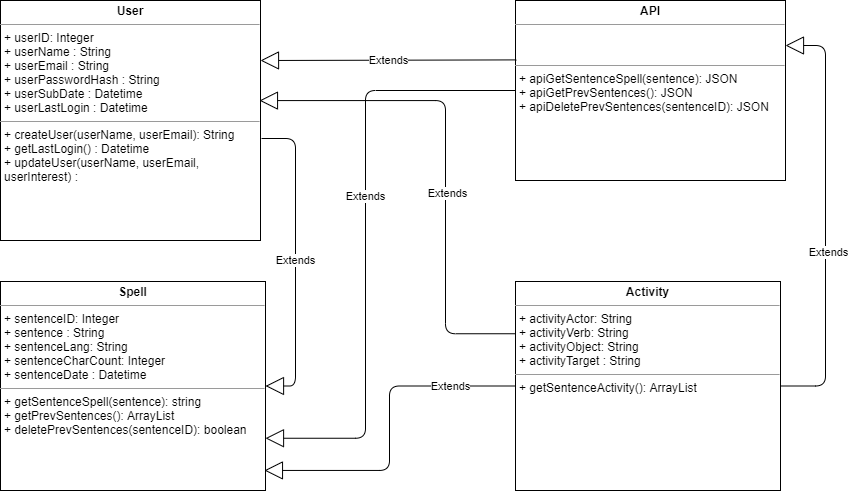 User
+ userID: Integer
+ userName : String
+ userEmail : String
+ userPasswordHash : String
+ userSubDate : Datetime
+ userLastLogin : Datetime
+ createUser(userName, userEmail): String
+ getLastLogin() : Datetime
+ updateUser(userName, userEmail,
userInterest) :
API
+ apiGetSentenceSpell(sentence): JSON
+ apiGetPrevSentences(): JSON
+ apiDeletePrevSentences(sentenceID): JSON
Extends
Extends
Extends
Extends
Extends
Spell
+ sentenceID: Integer
+ sentence : String
+ sentenceLang: String
+ sentenceCharCount: Integer
+ sentenceDate : Datetime
+ getSentenceSpell(sentence): string
+ getPrevSentences(): ArrayList
+ deletePrevSentences(sentenceID): boolean
Extends
Activity
+ activityActor: String
+ activityVerb: String
+ activityObject: String
+ activityTarget : String
+ getSentenceActivity(): ArrayList